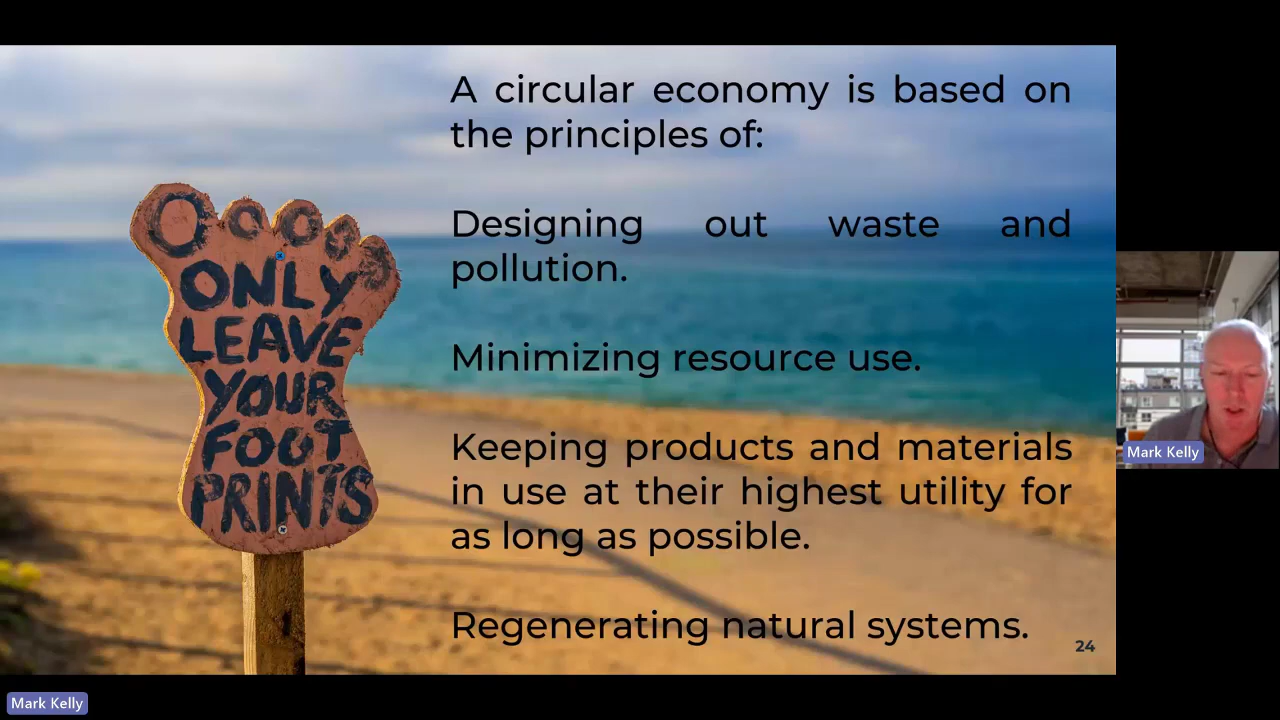 A circular economy is based on
the principles of:
Designing out waste and
pollution.
Minimizing resource use.
Keeping products and materials
in use at their highest utility for
as long as possible.
Regenerating natural systems.
24
ONLY
LEAVE
YOUR
FOOT
PRINTS
Mark Kelly
Mark Kelly